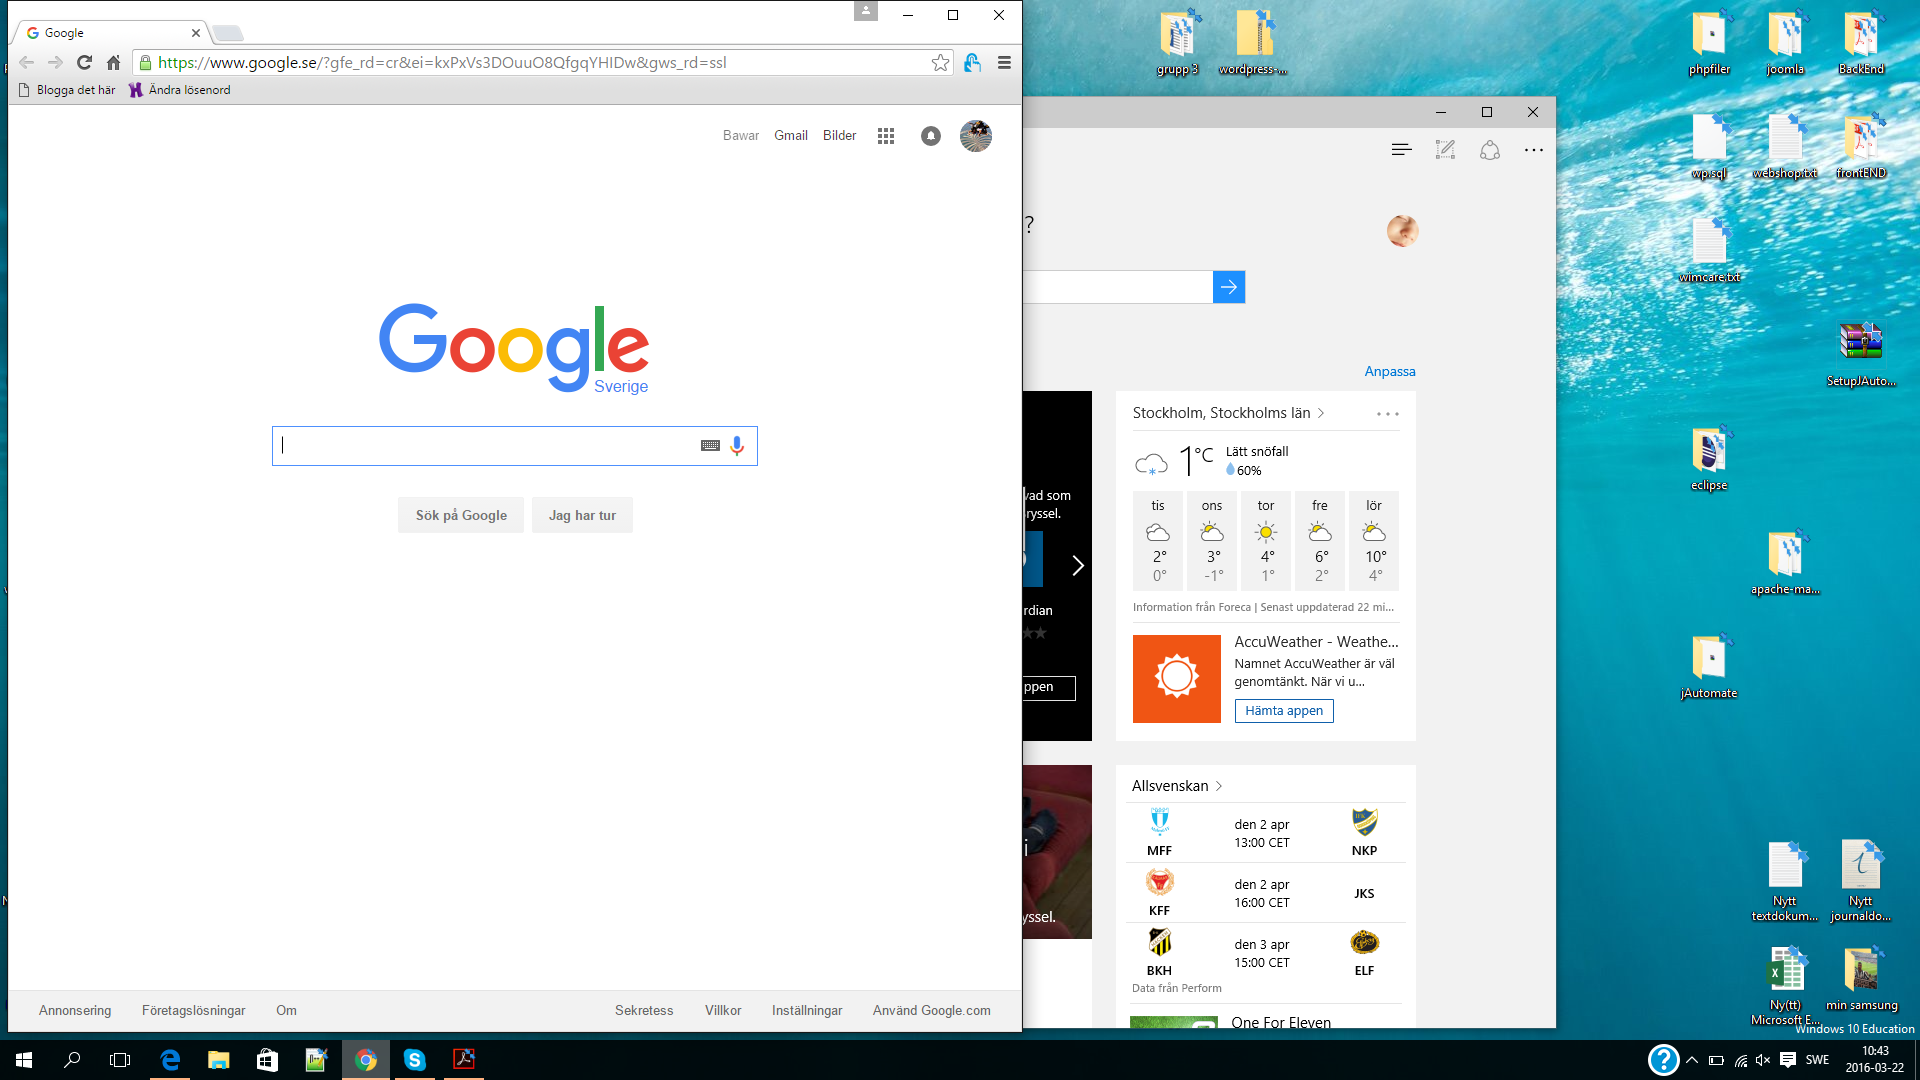 Google
https://www.google.se/?gfe_rd=cr&ei=kxPxVs3DOuuO8QfgqYHIDw&gws_rd=ssl
Blogga det här
Ändra lösenord
Bawar
Gmail
Bilder
Google
Sverige
Sök på Google
Jag har tur
Annonsering
Företagslösningar
Om
Sekretess
Villkor
Inställningar
Använd Google.com
?
Anpassa
vad som
ryssel.
rdian
ppen
i
yssel.
Stockholm, Stockholms län
1°C
Lätt snöfall
60%
tis ons tor fre lör
2° 3° 4° 6° 10°
0° -1° 1° 2° 4°
Information från Foreca | Senast uppdaterad 22 mi...
AccuWeather - Weathe...
Namnet AccuWeather är väl
genomtänkt. När vi u...
Hämta appen
Allsvenskan
den 2 apr
13:00 CET
MFF
NKP
den 2 apr
16:00 CET
KFF
JKS
den 3 apr
15:00 CET
BKH
ELF
Data från Perform
One For Eleven
grupp 3
wordpress-...
phpfiler
joomla
BackEnd
wp.sql
webshop.txt
frontEND
wimcare.txt
SetupJAuto...
eclipse
apache-ma...
jAutomate
Nytt
textdokum...
Nytt
journaldo...
Ny(tt)
Microsoft E...
min samsung
Windows 10 Education
SWE
10:43
2016-03-22